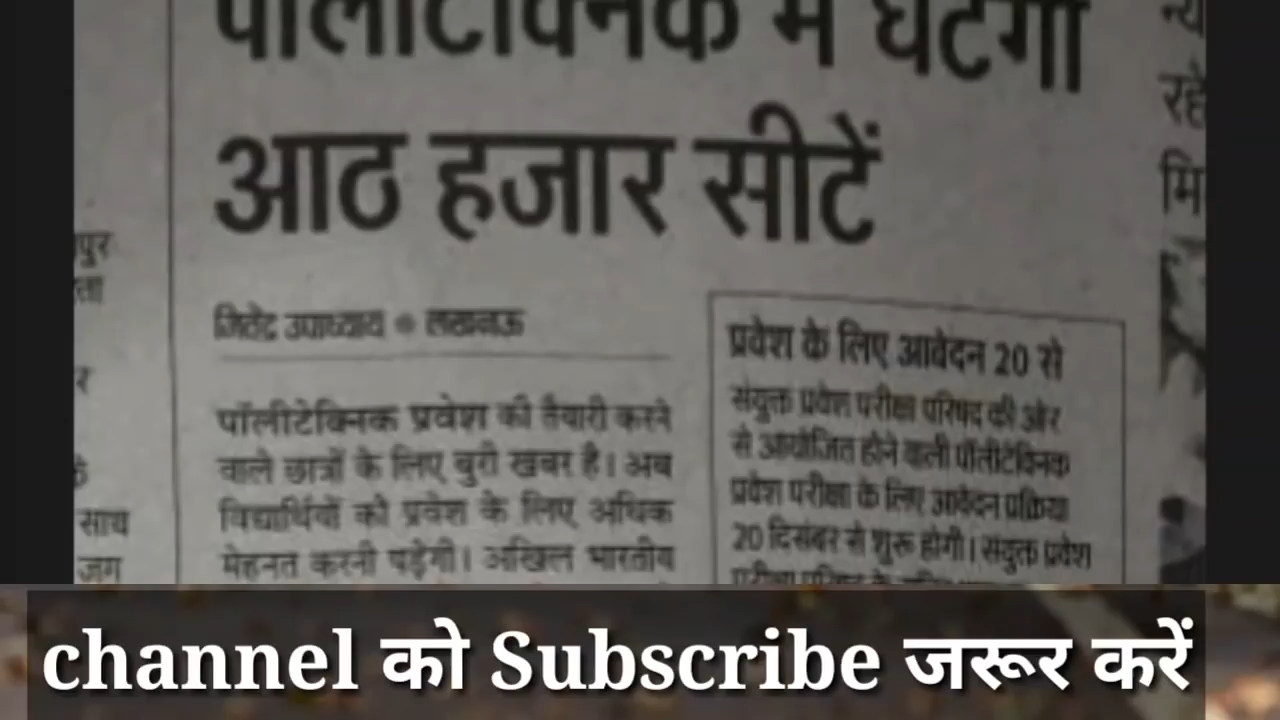 पॉलीटेक्निक में घटेंगी
आठ हजार सीटें
जितेंद्र उपाध्याय • लखनऊ
पॉलीटेक्निक प्रवेश की तैयारी करने
वाले छात्रों के लिए बुरी खबर है। अब
विद्यार्थियों को प्रवेश के लिए अधिक
मेहनत करनी पड़ेगी। अखिल भारतीय
प्रवेश के लिए आवेदन 20 से
संयुक्त प्रवेश परीक्षा परिषद की ओर
से आयोजित होने वाली पॉलीटेक्निक
प्रवेश परीक्षा के लिए आवेदन प्रक्रिया
20 दिसंबर से शुरू होगी। संयुक्त प्रवेश
पुर
ता
र
साथ
जग
रहे
मि
channel को Subscribe जरूर करें